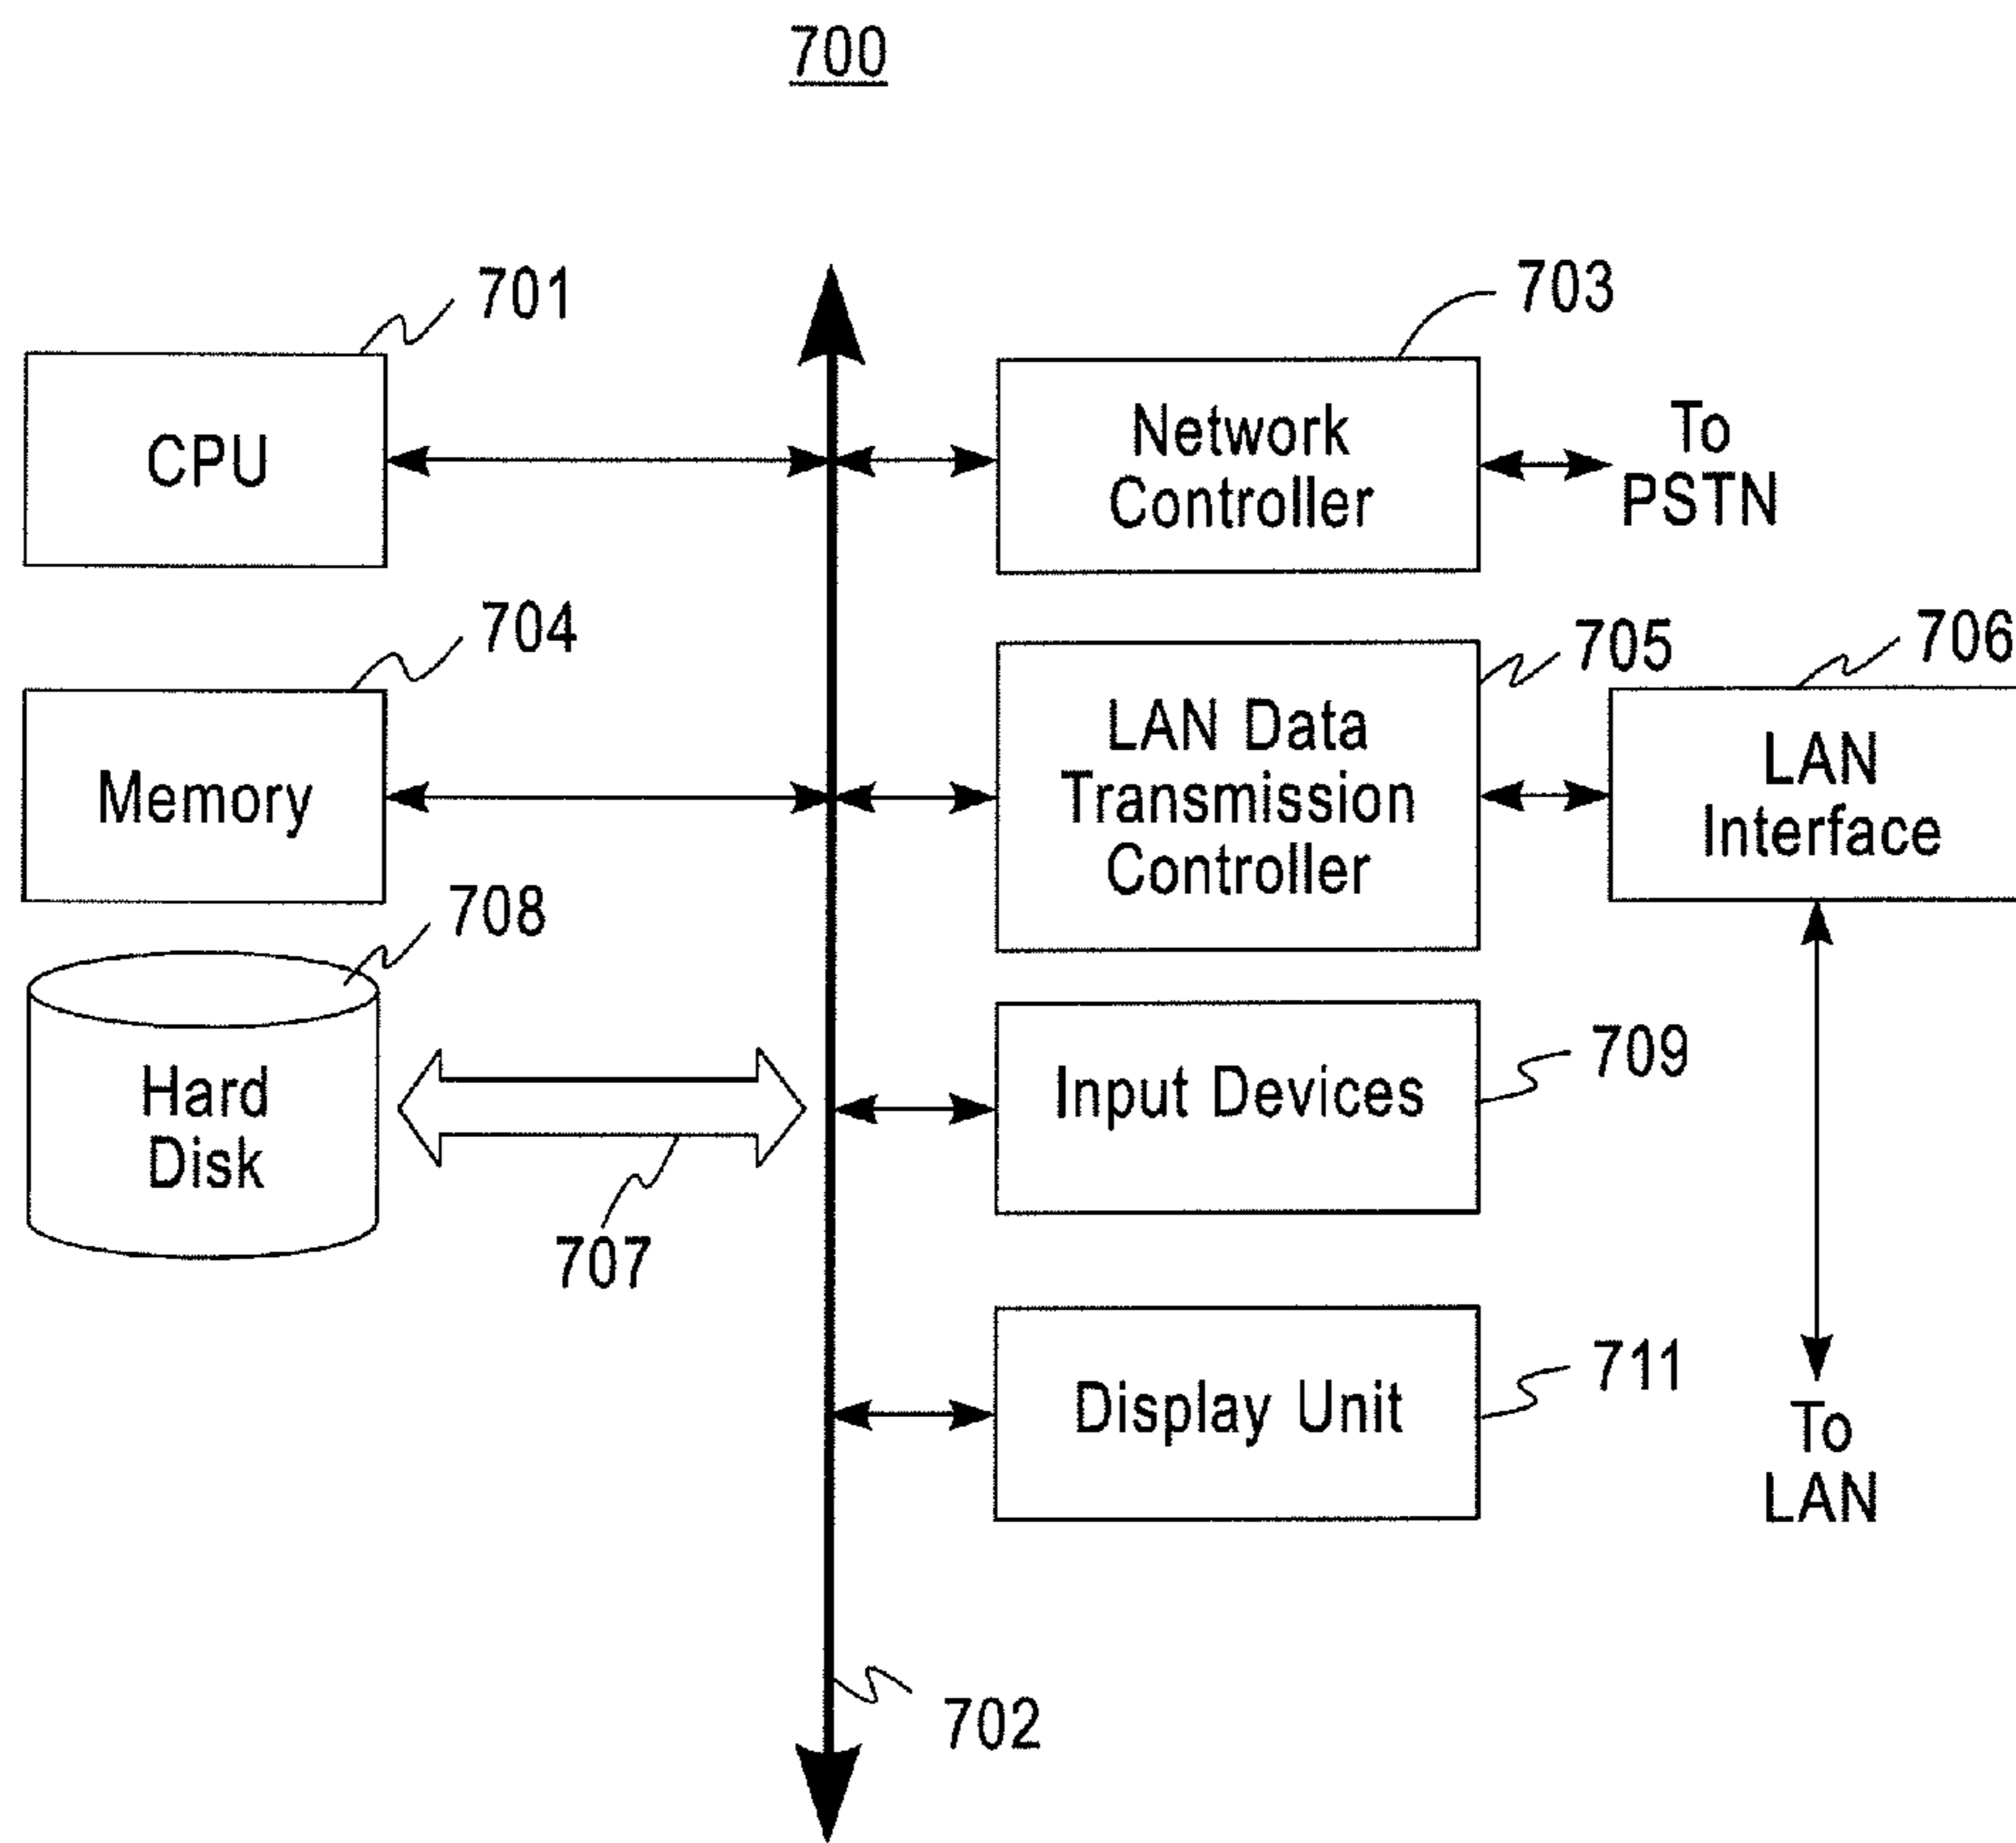 700
701
703
CPU
Network
Controller
To
PSTN
704
705
706
Memory
LAN Data
Transmission
Controller
LAN
Interface
708
Hard
Disk
707
Input Devices
709
Display Unit
711
To
LAN
702